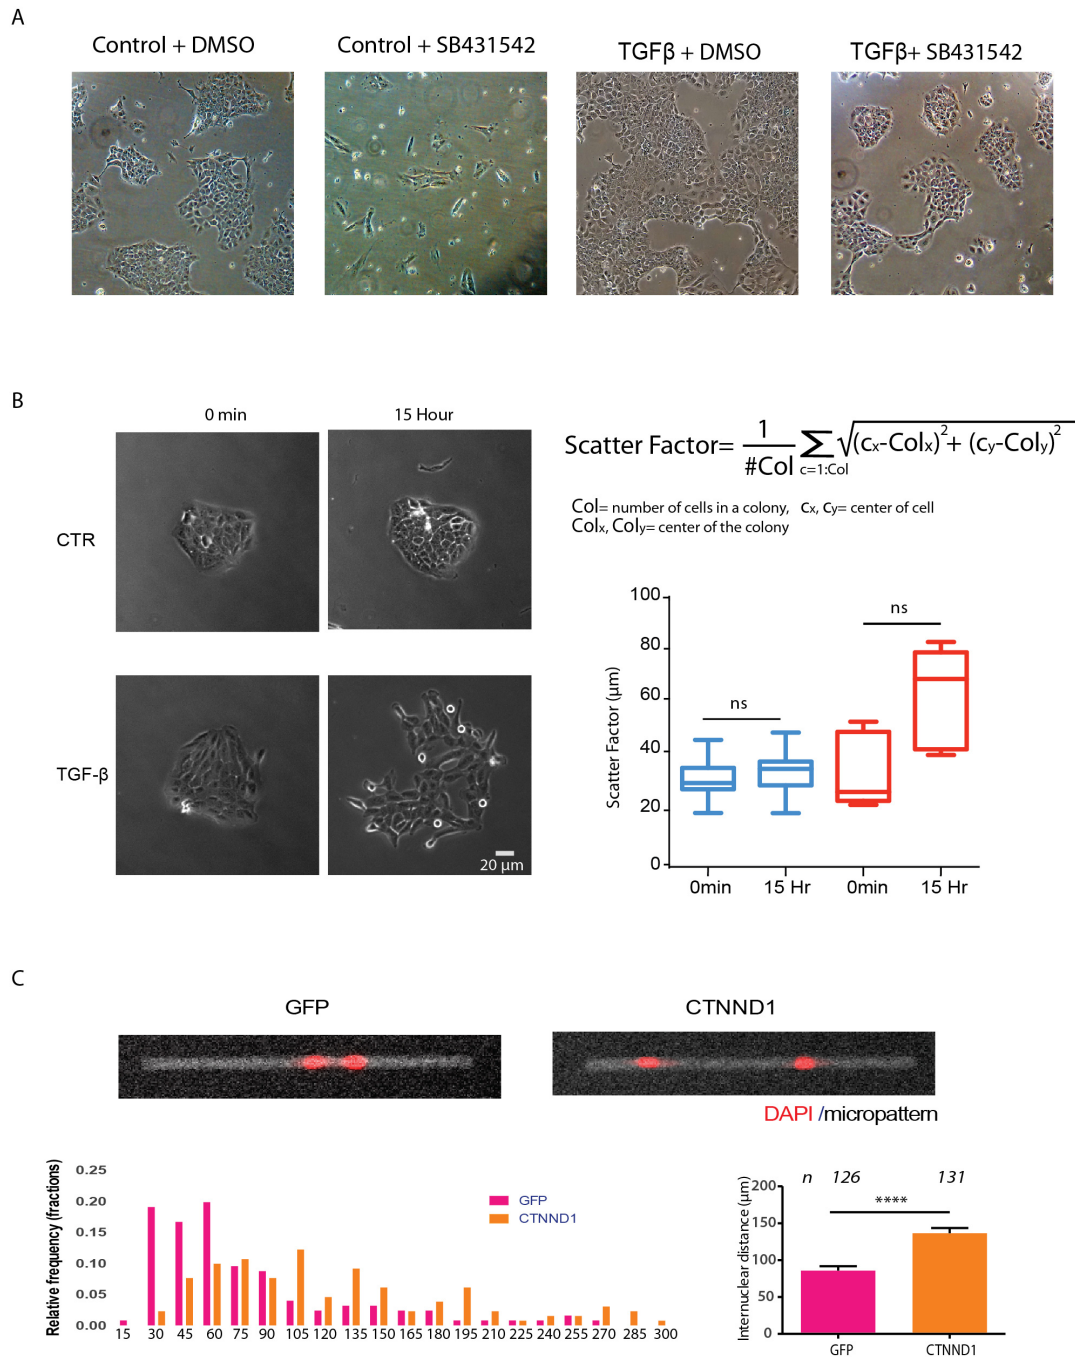 A
Control + DMSO
Control + SB431542
TGFβ + DMSO
TGFβ+ SB431542
B
0 min
15 Hour
CTR
TGF-β
20 µm
Scatter Factor= 1/#Col ∑ c=1:Col √(cx-Colx)2+ (cy-Coly)2
Col= number of cells in a colony, cx, cy= center of cell
Colx, Coly= center of the colony
Scatter Factor (µm)
100
80
60
40
20
0
ns
ns
0min
15 Hr
0min
15 Hr
C
GFP
CTNND1
DAPI /micropattern
Relative frequency (fractions)
0.25
0.20
0.15
0.10
0.05
0.00
15 30 45 60 75 90 105 120 135 150 165 180 195 210 225 240 255 270 285 300
GFP
CTNND1
n 126 131
Internuclear distance (µm)
200
150
100
50
0
****
GFP
CTNND1